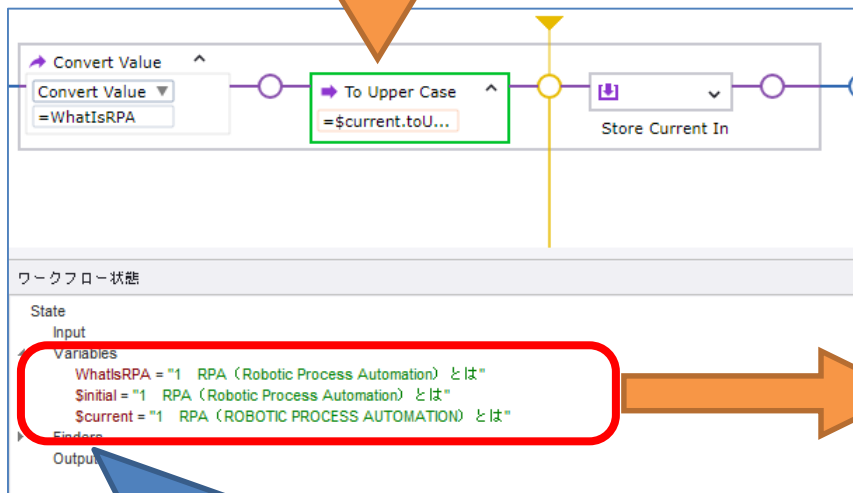 Convert Value
Convert Value
=WhatIsRPA
To Upper Case
=$current.toU...
Store Current In
ワークフロー状態
State
Input
Variables
WhatIsRPA = "1　RPA（Robotic Process Automation）とは"
$initial = "1　RPA（Robotic Process Automation）とは"
$current = "1　RPA（ROBOTIC PROCESS AUTOMATION）とは"
Finders
Output